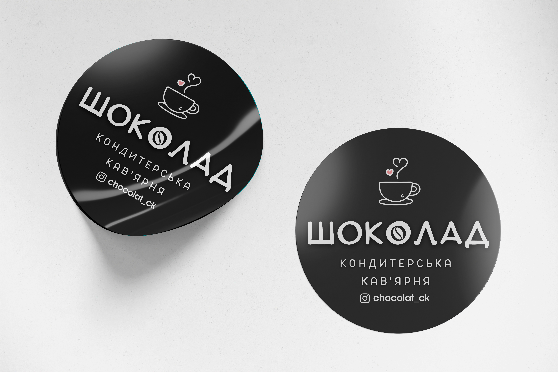 ШОКОЛАД
КОНДИТЕРСЬКА
КАВ'ЯРНЯ
chocolat_ck
ШОКОЛАД
КОНДИТЕРСЬКА
КАВ'ЯРНЯ
chocolat_ck